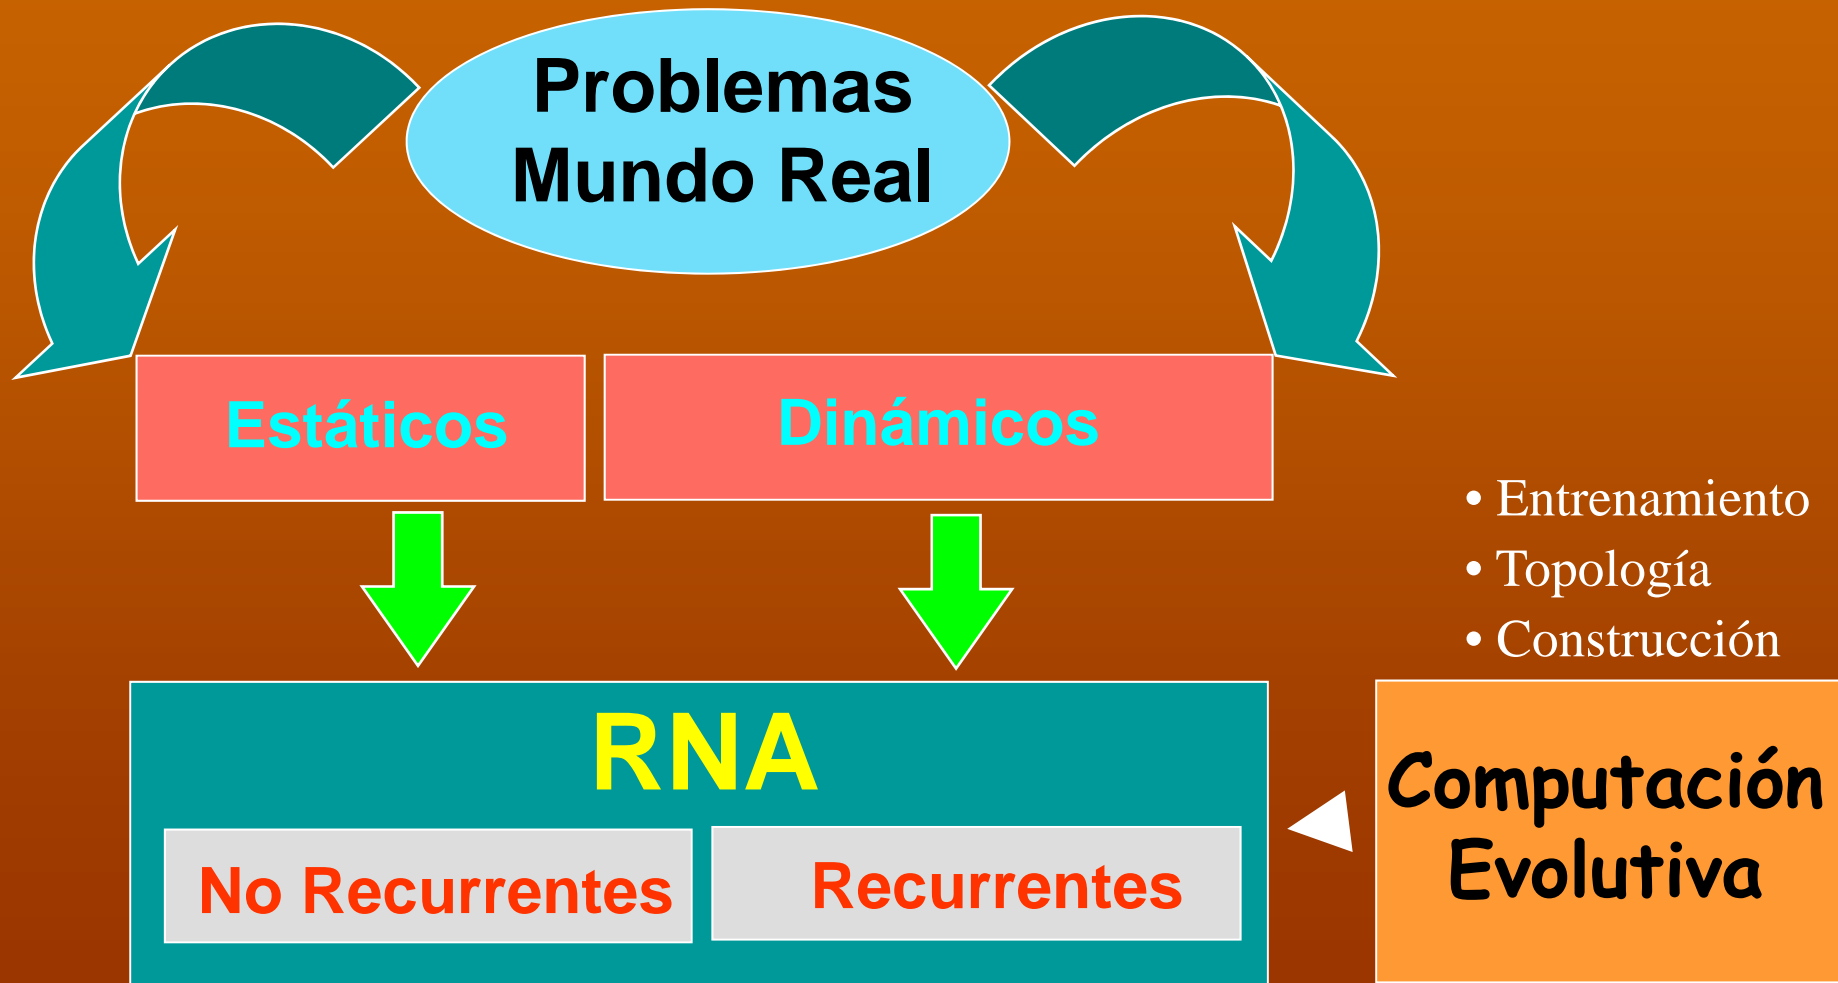 Problemas
Mundo Real
Estáticos
Dinámicos
• Entrenamiento
• Topología
• Construcción
RNA
No Recurrentes
Recurrentes
Computación
Evolutiva